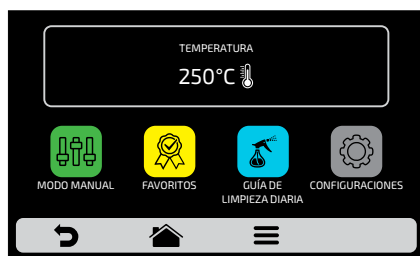 TEMPERATURA
250°C
MODO MANUAL
FAVORITOS
GUÍA DE
LIMPIEZA DIARIA
CONFIGURACIONES